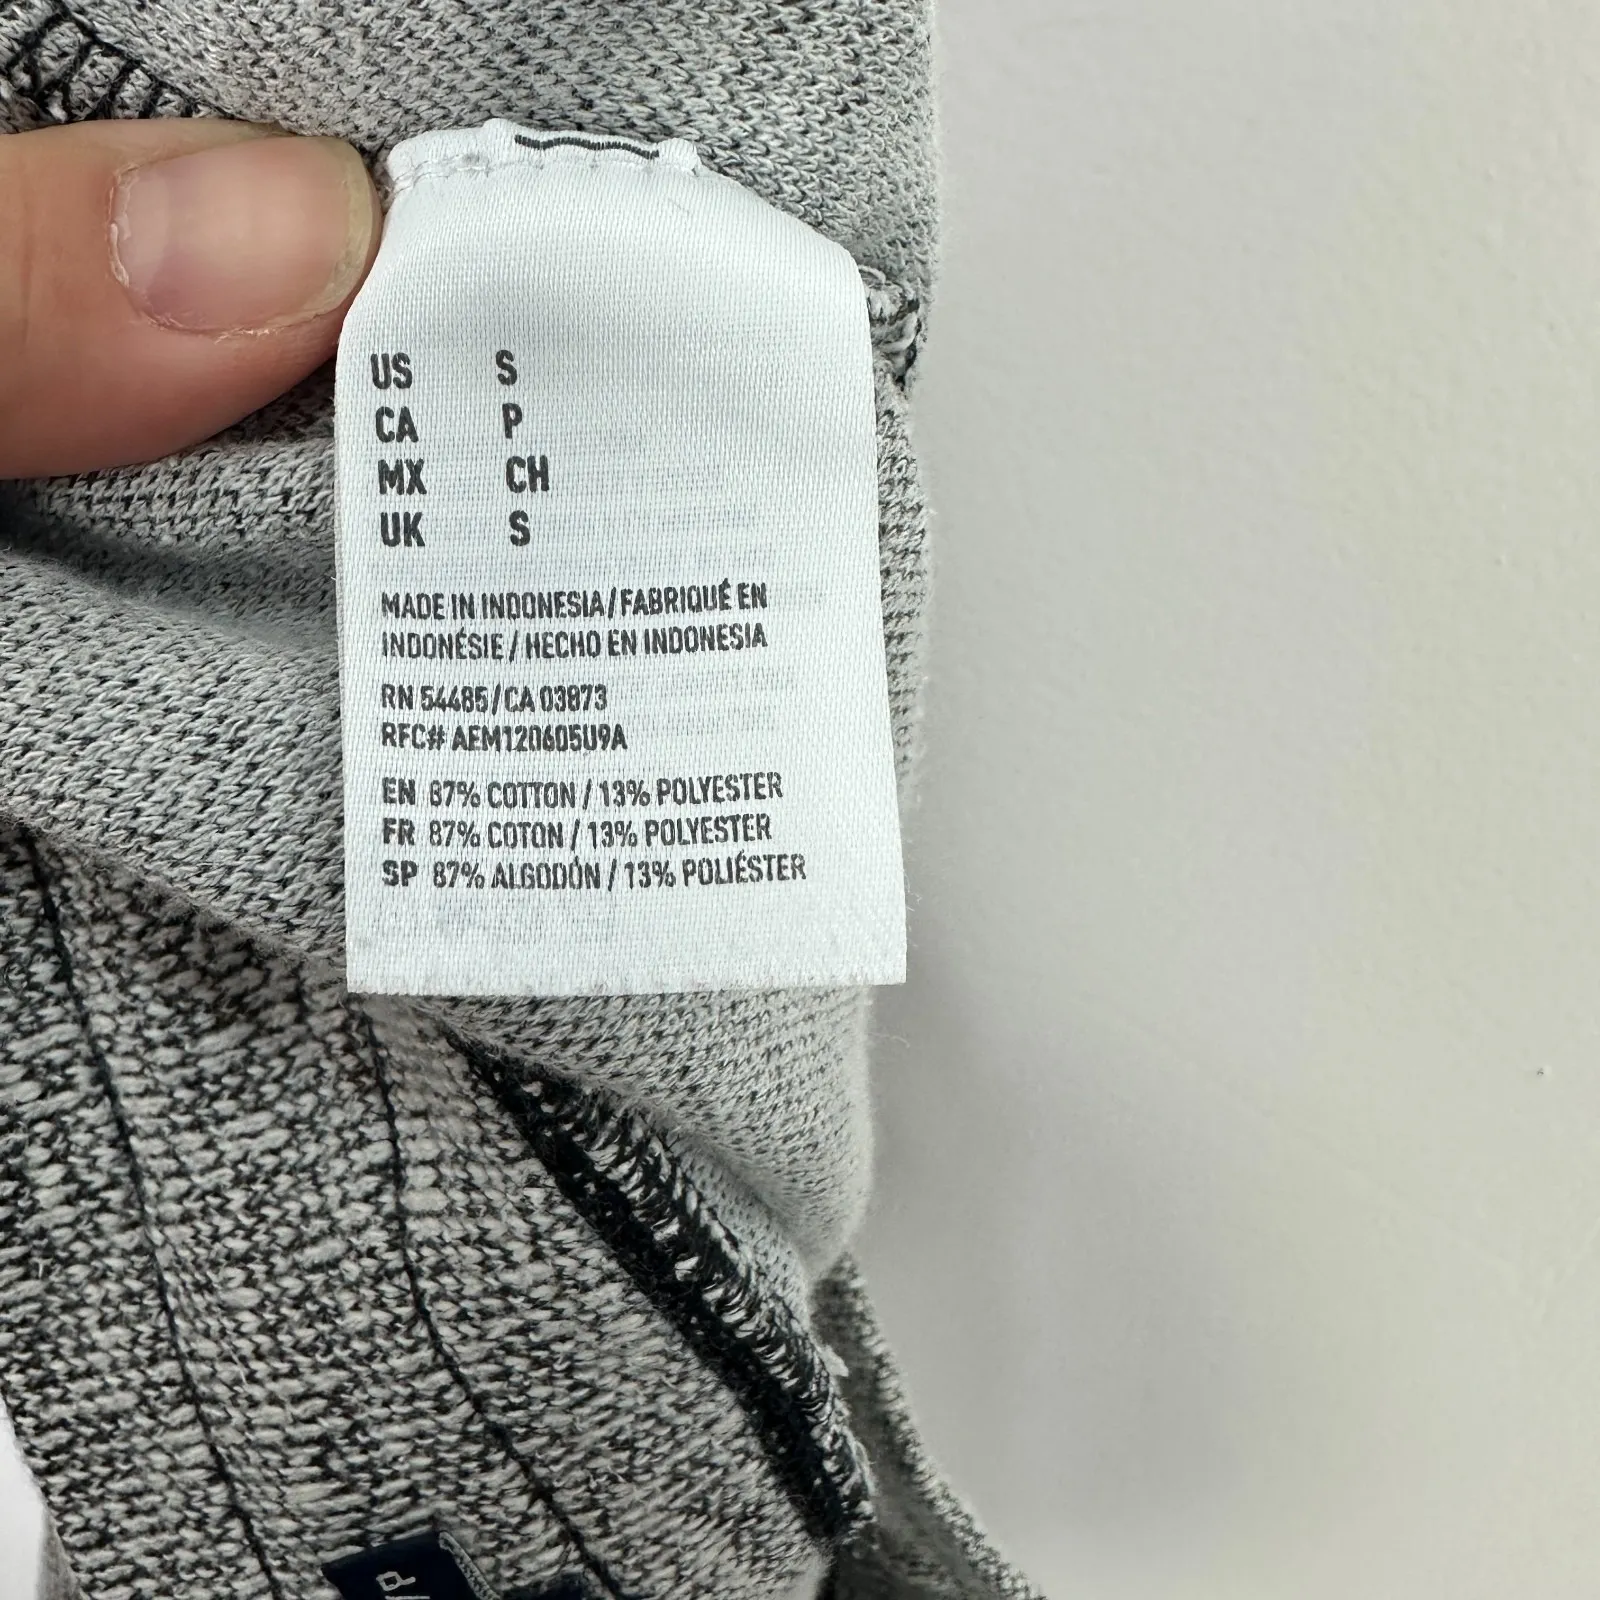 US S
CA P
MX CH
UK S
MADE IN INDONESIA / FABRIQUÉ EN
INDONÉSIE / HECHO EN INDONESIA
RN 54485 / CA 03873
RFC# AEM120605U9A
EN 87% COTTON / 13% POLYESTER
FR 87% COTON / 13% POLYESTER
SP 87% ALGODÓN / 13% POLIÉSTER